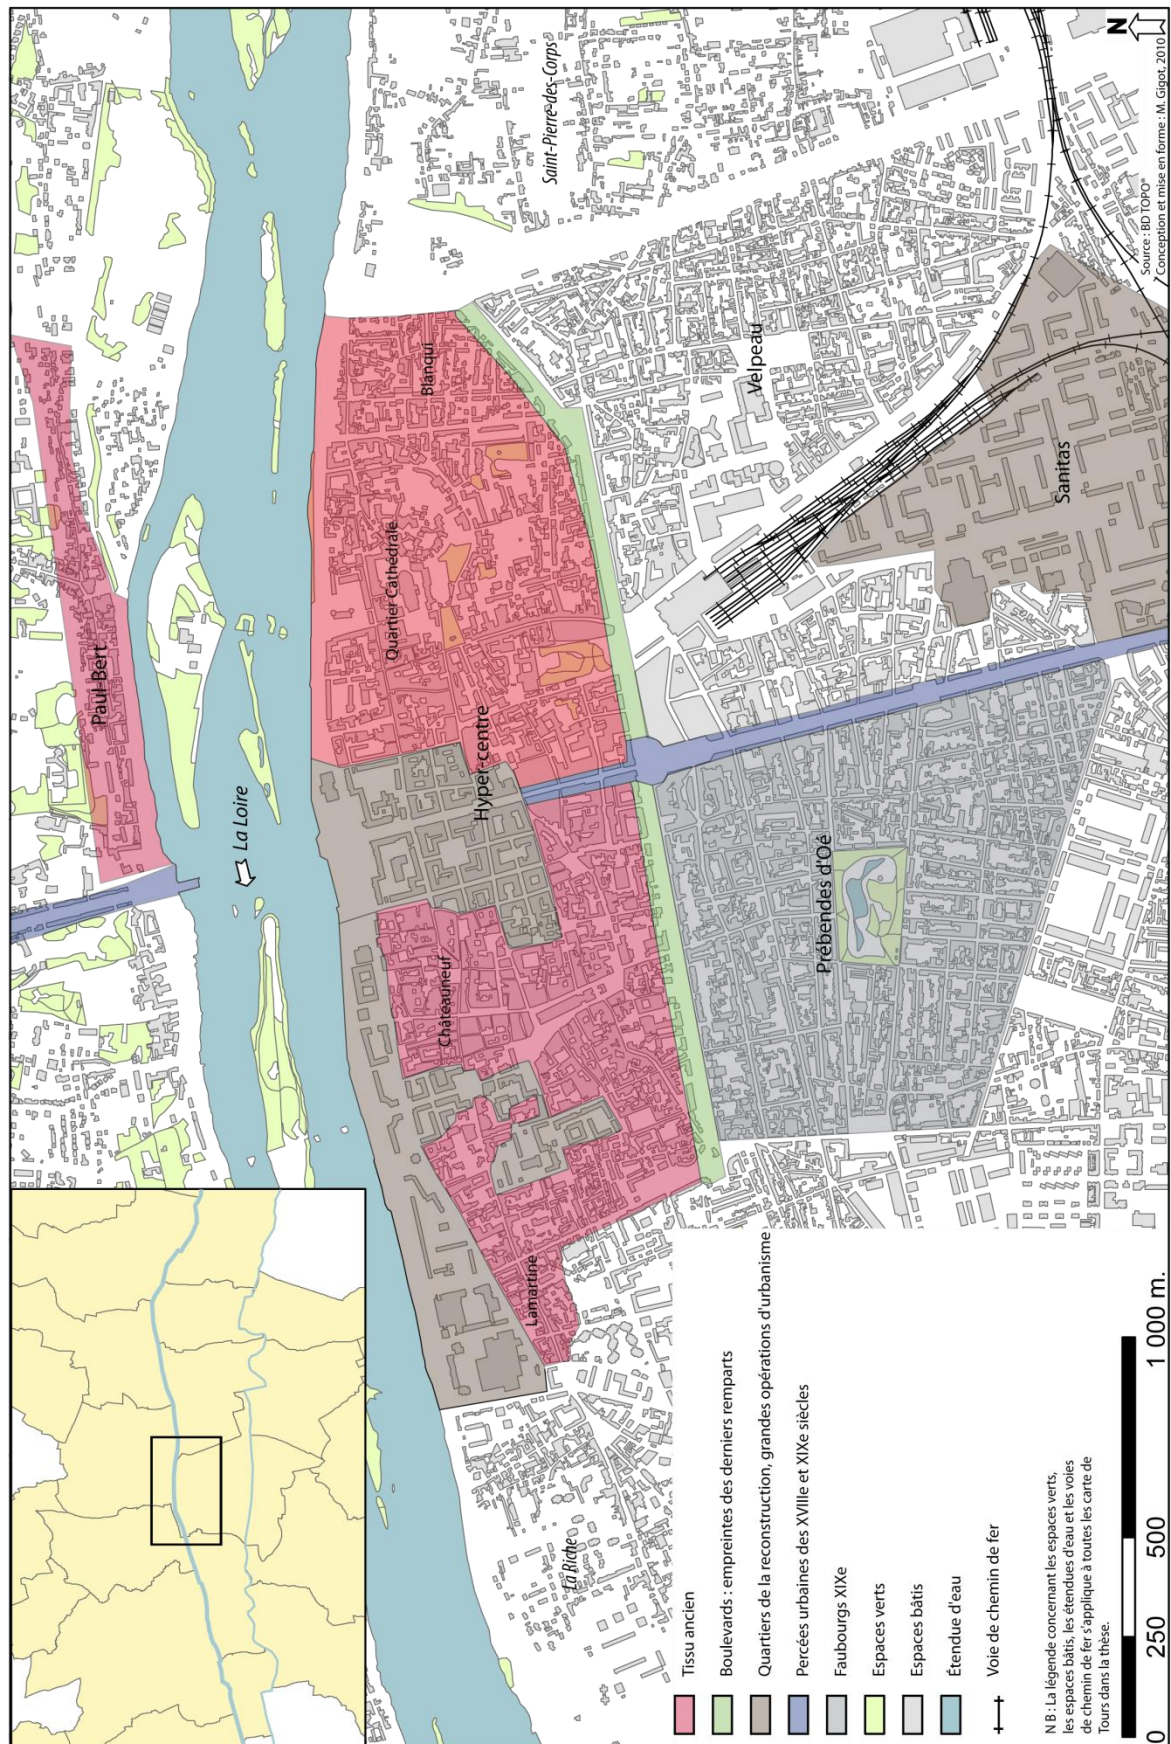 Paul-Bert
La Loire
Saint-Pierre-des-Corps
Blanqui
Quartier Cathédrale
Hyper-centre
Châteauneuf
Lamartine
La Riche
Velpeau
Sanitas
Prébendes d'Oé
N
Source : BD TOPO®
Conception et mise en forme : M. Gigot, 2010
Tissu ancien
Boulevards : empreintes des derniers remparts
Quartiers de la reconstruction, grandes opérations d'urbanisme
Percées urbaines des XVIIIe et XIXe siècles
Faubourgs XIXe
Espaces verts
Espaces bâtis
Étendue d'eau
Voie de chemin de fer
N B : La légende concernant les espaces verts,
les espaces bâtis, les étendues d'eau et les voies
de chemin de fer s'applique à toutes les carte de
Tours dans la thèse.
0 250 500 1 000 m.